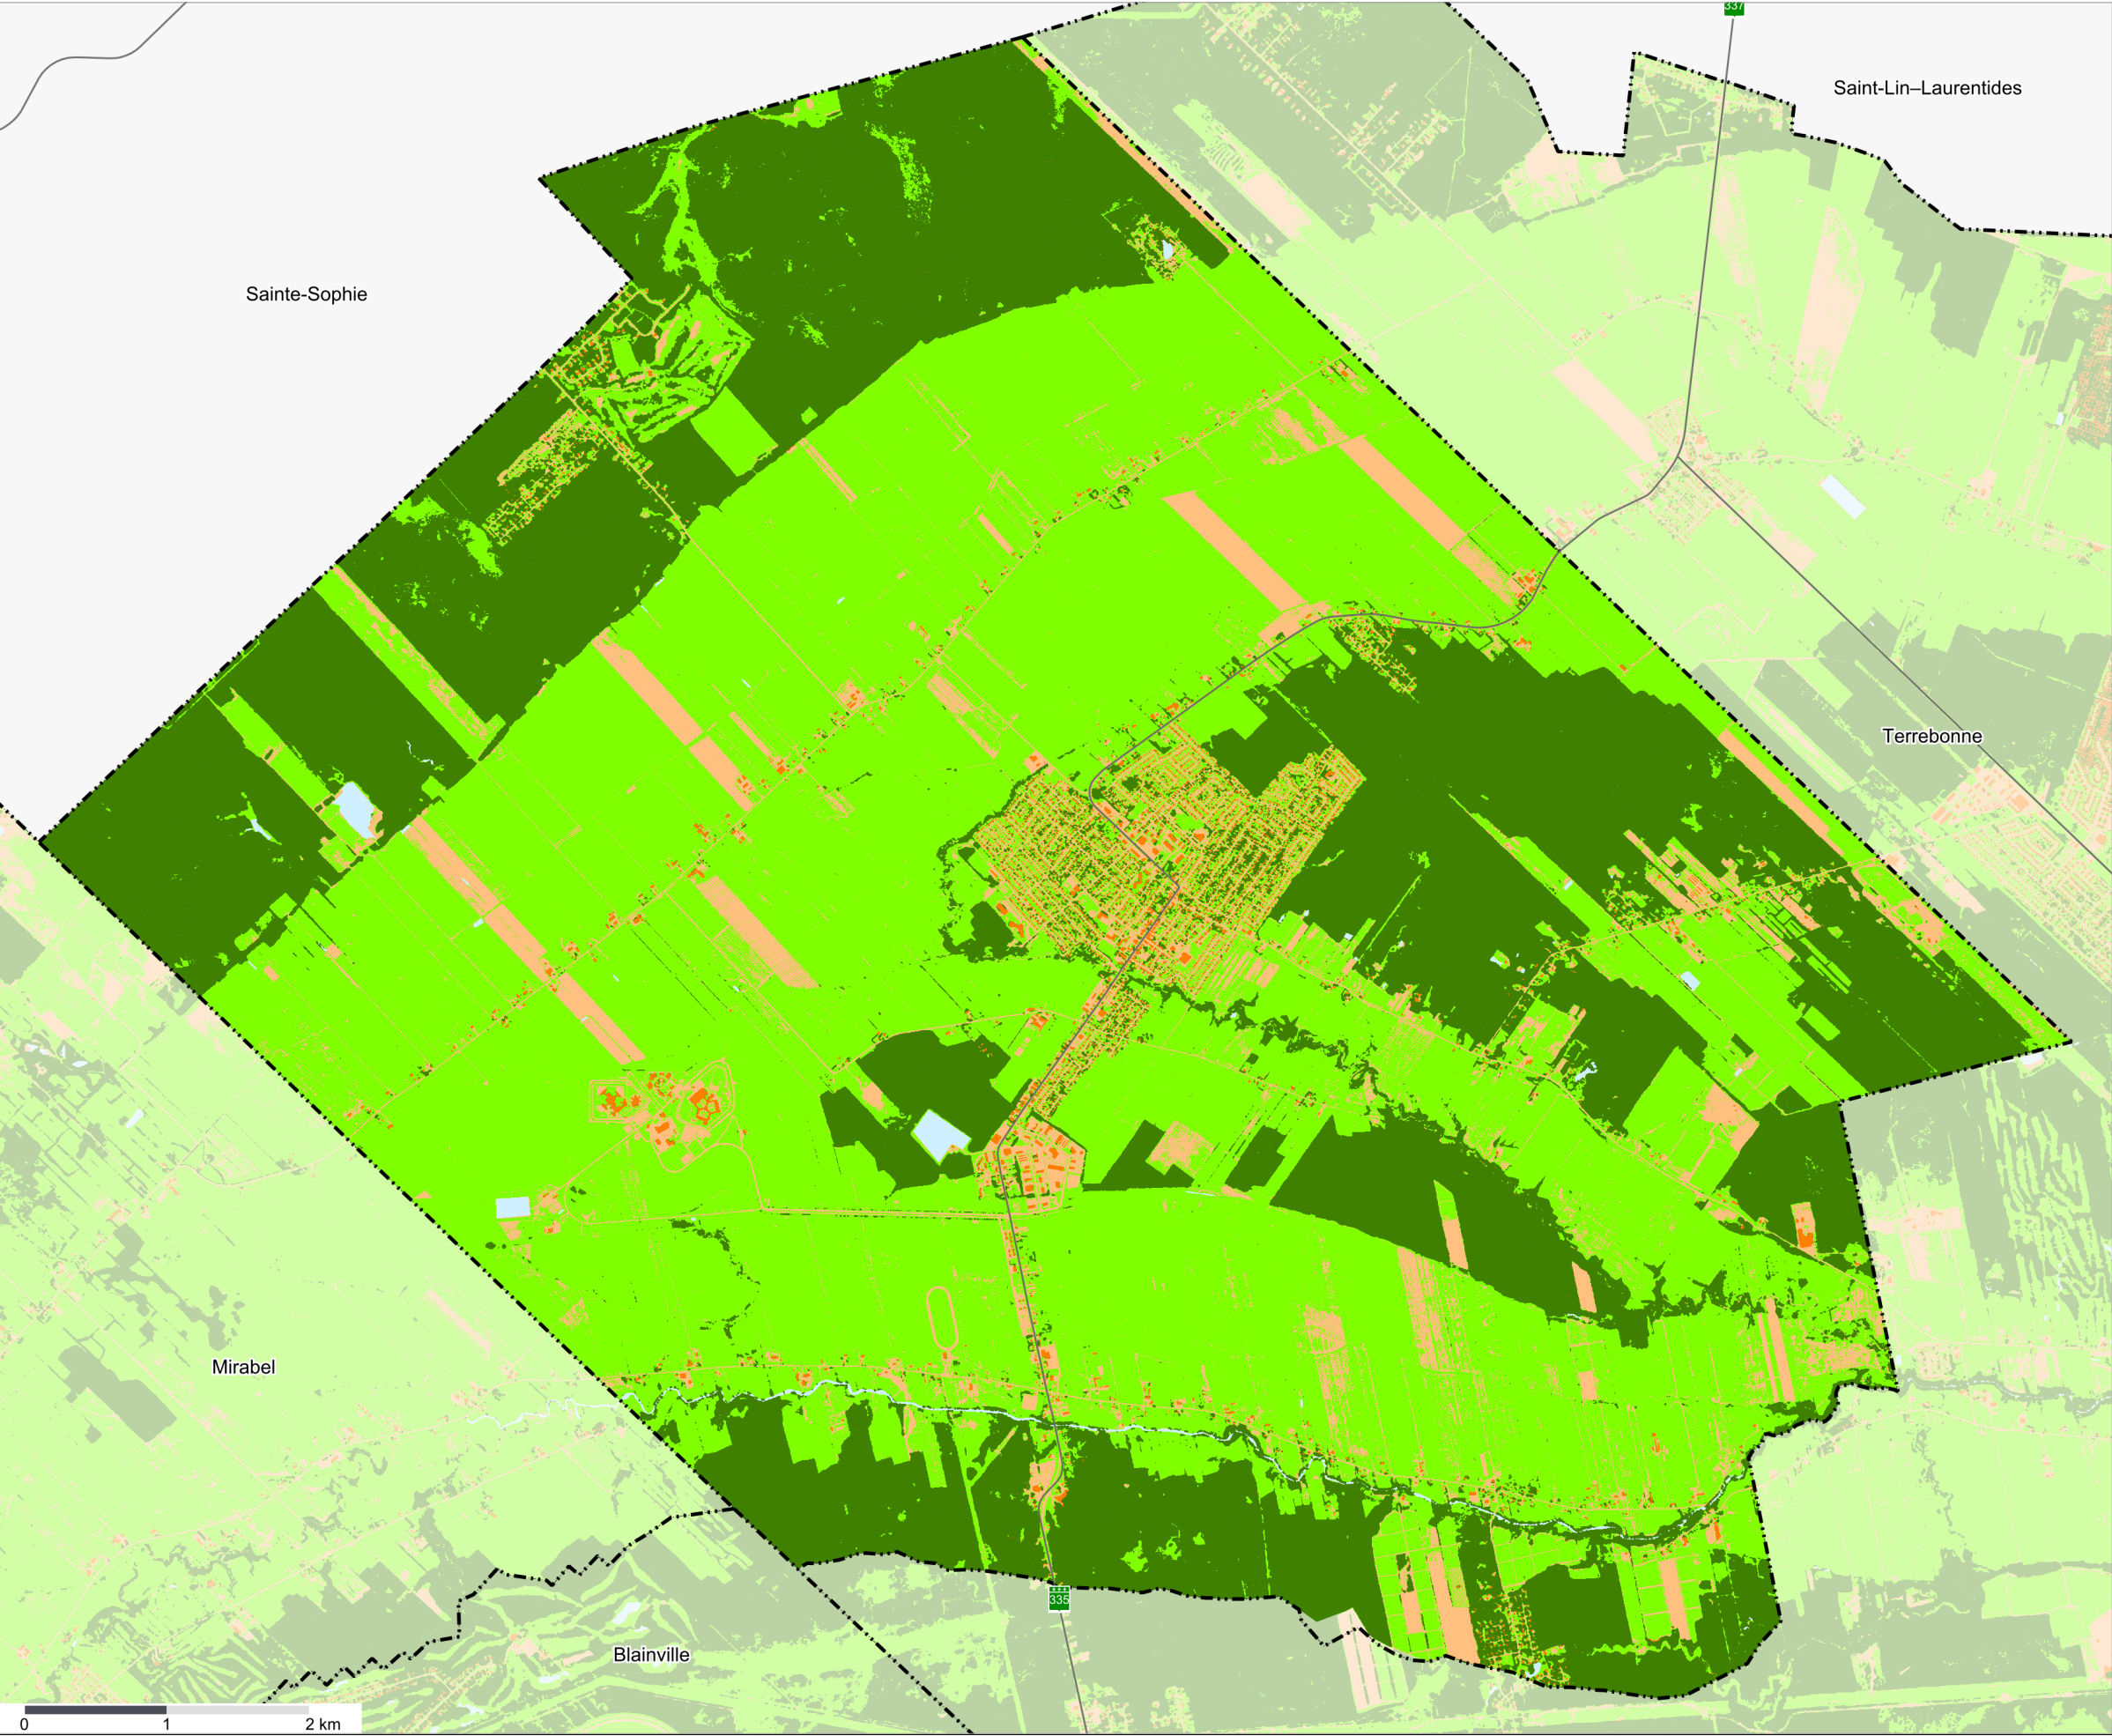 337
Saint-Lin–Laurentides
Sainte-Sophie
Terrebonne
Mirabel
335
Blainville
0 1 2 km